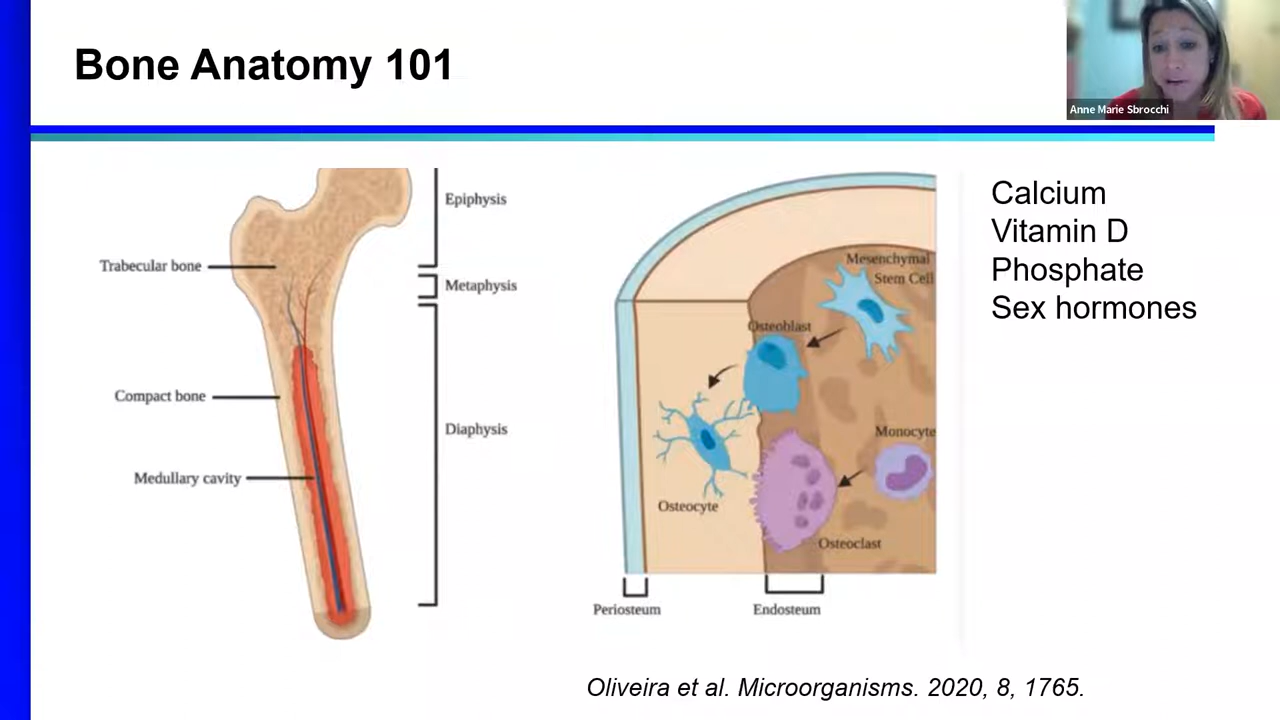 Bone Anatomy 101
Anne Marie Sbrocchi
Epiphysis
Trabecular bone
Metaphysis
Compact bone
Diaphysis
Medullary cavity
Mesenchymal
Stem Cell
Osteoblast
Monocyte
Osteocyte
Osteoclast
Periosteum
Endosteum
Calcium
Vitamin D
Phosphate
Sex hormones
Oliveira et al. Microorganisms. 2020, 8, 1765.